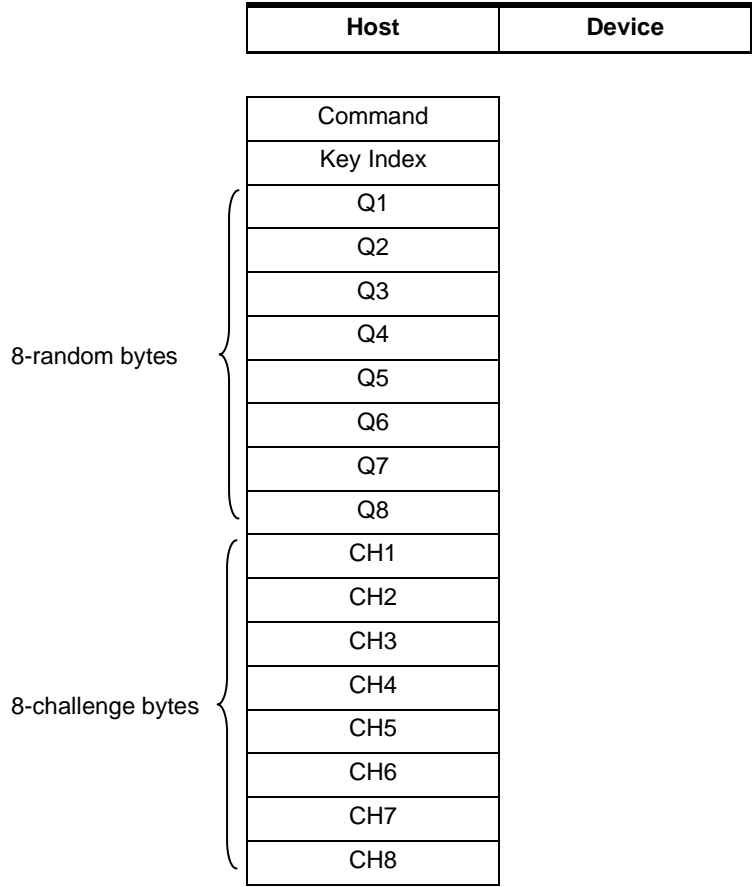 Host Device
Command
Key Index
Q1
Q2
Q3
8-random bytes Q4
Q5
Q6
Q7
Q8
CH1
CH2
CH3
CH4
8-challenge bytes CH5
CH6
CH7
CH8